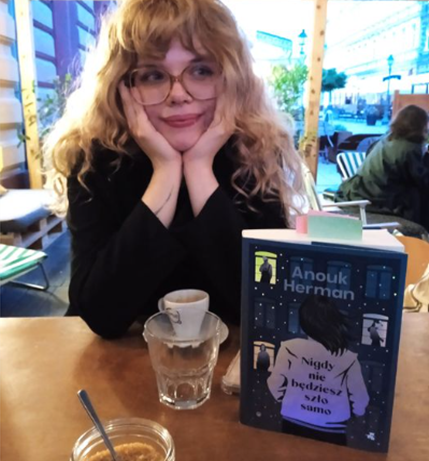 Anouk
Herman
Nigdy
nie
będziesz
szło
samo